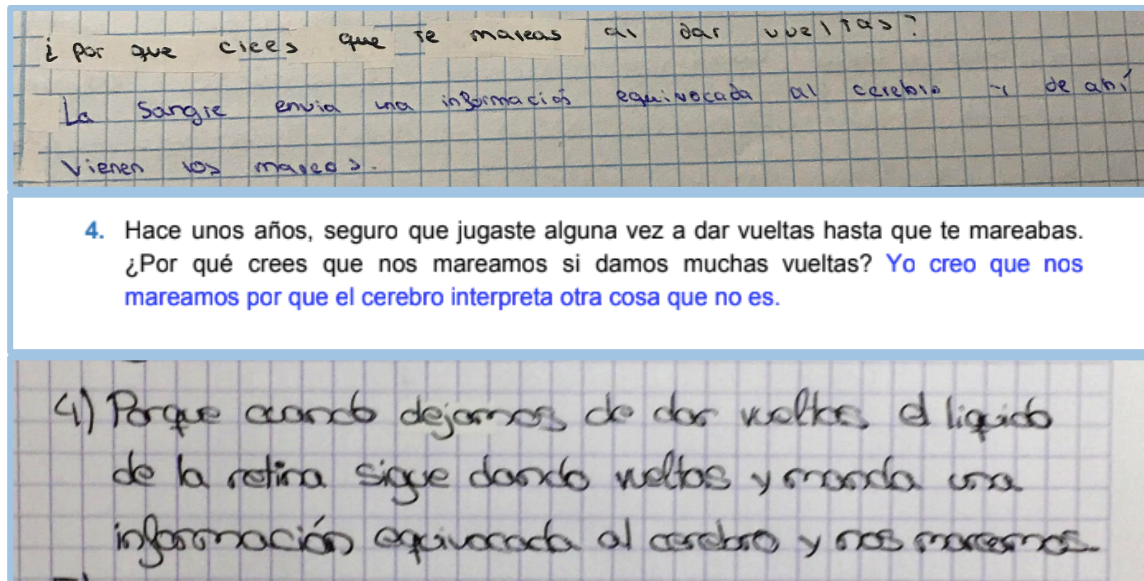 ¿ por que crees que te mareas al dar vueltas?
La sangre envia una información equivocada al cerebro y de ahí
vienen los mareos.
4. Hace unos años, seguro que jugaste alguna vez a dar vueltas hasta que te mareabas.
¿Por qué crees que nos mareamos si damos muchas vueltas? Yo creo que nos
mareamos por que el cerebro interpreta otra cosa que no es.
4) Porque cuando dejamos de dar vueltas el liquido
de la retina sigue dando vueltas y manda una
información equivocada al cerebro y nos mareamos.